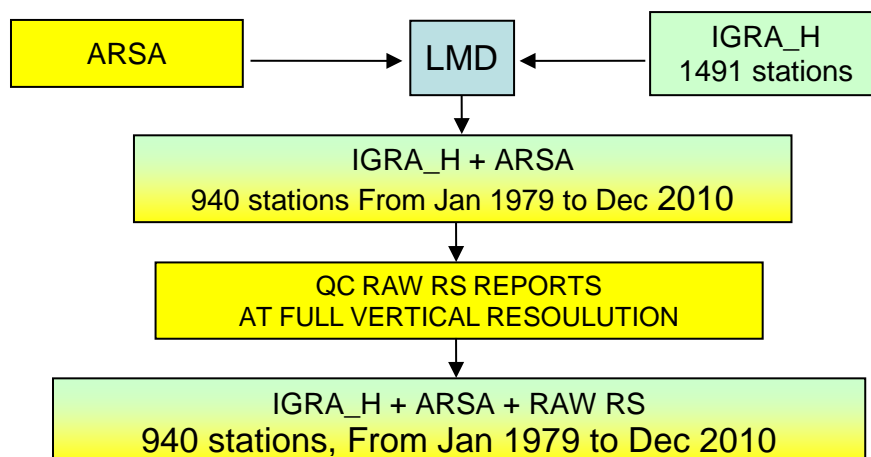 ARSA
LMD
IGRA_H
1491 stations
IGRA_H + ARSA
940 stations From Jan 1979 to Dec 2010
QC RAW RS REPORTS
AT FULL VERTICAL RESOULUTION
IGRA_H + ARSA + RAW RS
940 stations, From Jan 1979 to Dec 2010